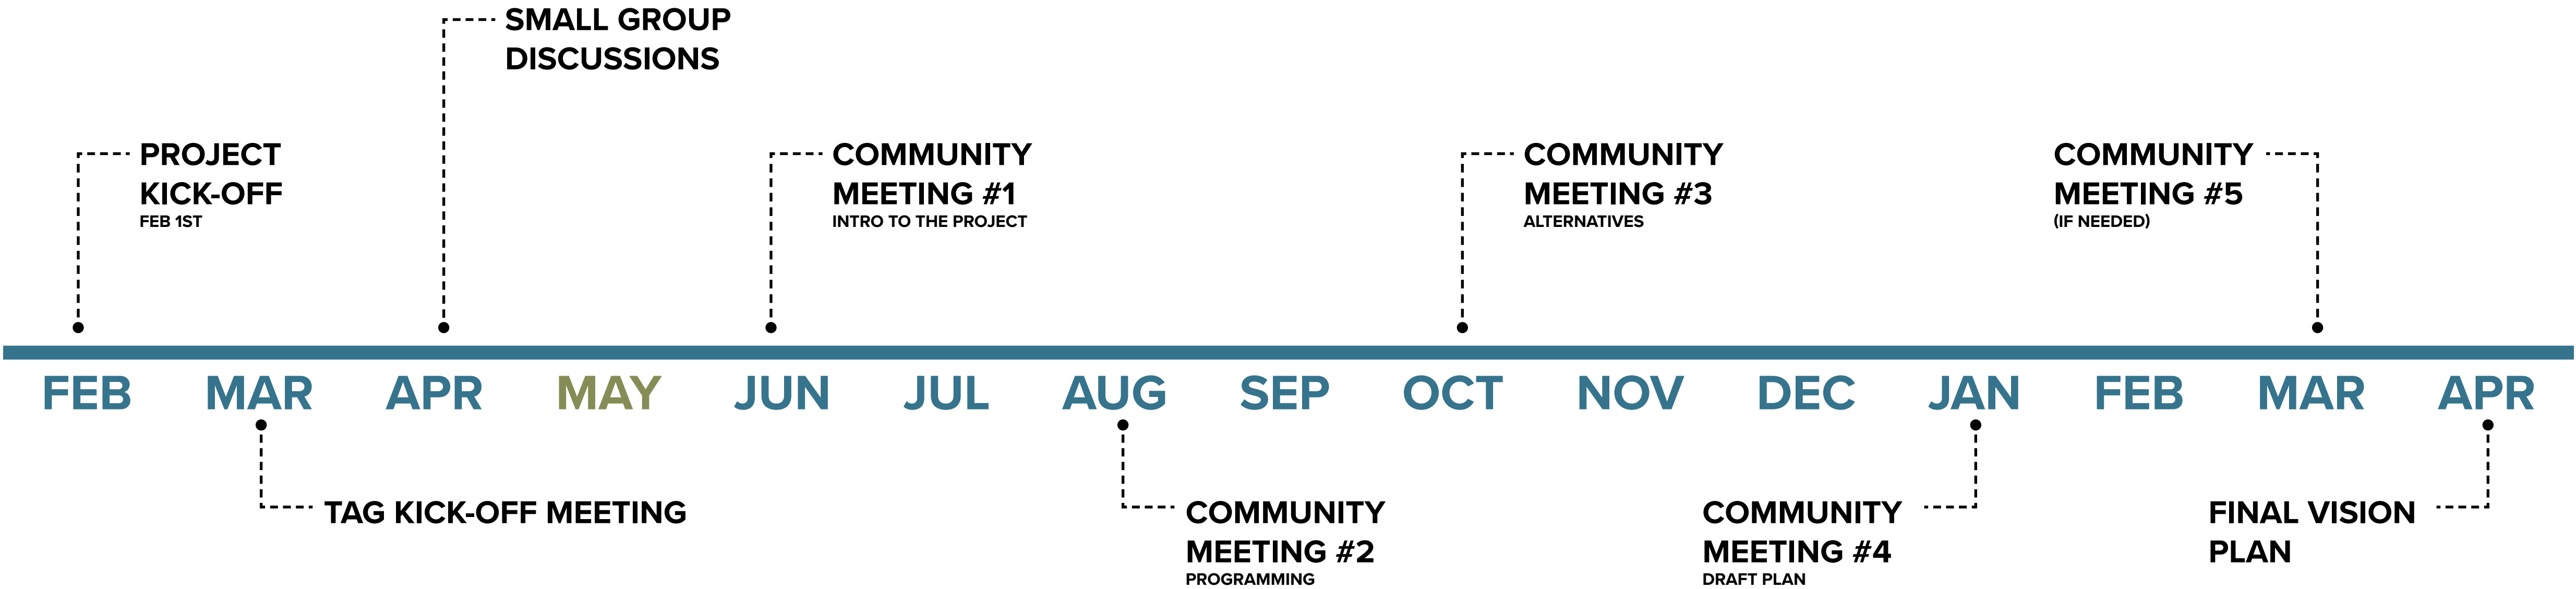 SMALL GROUP
DISCUSSIONS
PROJECT
KICK-OFF
FEB 1ST
COMMUNITY
MEETING #1
INTRO TO THE PROJECT
COMMUNITY
MEETING #3
ALTERNATIVES
COMMUNITY
MEETING #5
(IF NEEDED)
FEB MAR APR MAY JUN JUL AUG SEP OCT NOV DEC JAN FEB MAR APR
TAG KICK-OFF MEETING
COMMUNITY
MEETING #2
PROGRAMMING
COMMUNITY
MEETING #4
DRAFT PLAN
FINAL VISION
PLAN